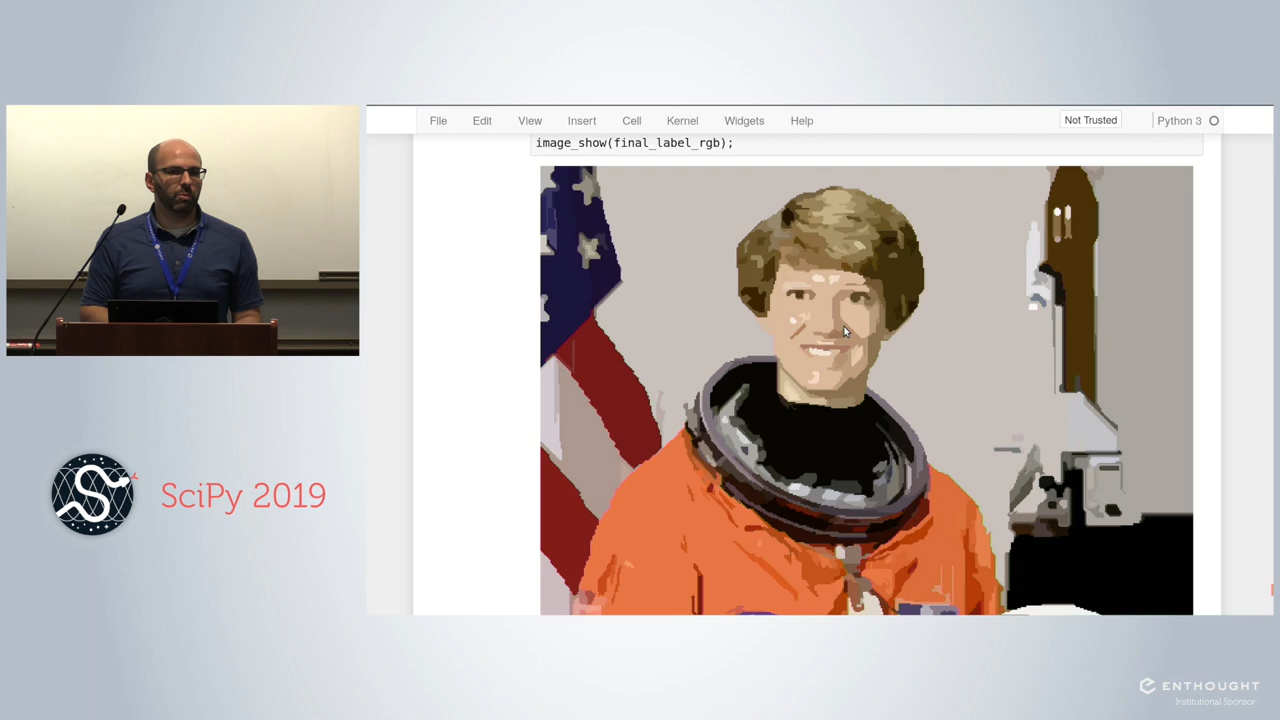 File Edit View Insert Cell Kernel Widgets Help
Not Trusted
Python 3
image_show(final_label_rgb);
SciPy 2019
ENTHOUGHT
Institutional Sponsor